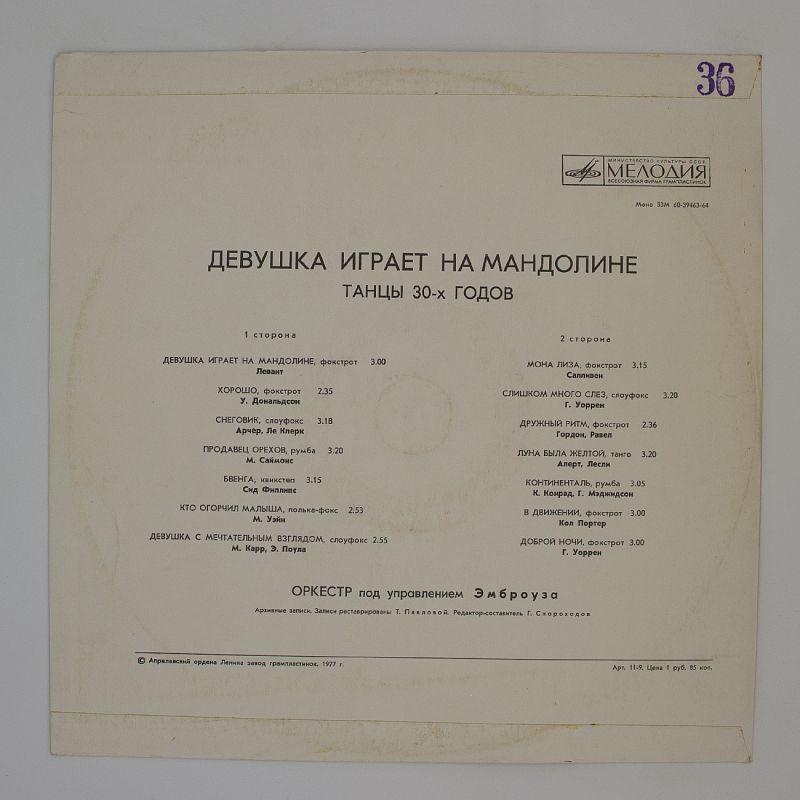 36
МИНИСТЕРСТВО КУЛЬТУРЫ СССР
МЕЛОДИЯ
ВСЕСОЮЗНАЯ ФИРМА ГРАМПЛАСТИНОК
Моно 33М 60-39463-64
ДЕВУШКА ИГРАЕТ НА МАНДОЛИНЕ
ТАНЦЫ 30-х ГОДОВ
1 сторона
ДЕВУШКА ИГРАЕТ НА МАНДОЛИНЕ, фокстрот 3.00
Левант
ХОРОШО, фокстрот 2.35
У. Дональдсон
СНЕГОВИК, слоуфокс 3.18
Арчер, Ле Клерк
ПРОДАВЕЦ ОРЕХОВ, румба 3.20
М. Саймонс
БВЕНГА, квикстеп 3.15
Сид Филлипс
КТО ОГОРЧИЛ МАЛЫША, полька-фокс 2.53
М. Уэйн
ДЕВУШКА С МЕЧТАТЕЛЬНЫМ ВЗГЛЯДОМ, слоуфокс 2.55
М. Карр, Э. Поула
2 сторона
МОНА ЛИЗА, фокстрот 3.15
Салливен
СЛИШКОМ МНОГО СЛЕЗ, слоуфокс 3.20
Г. Уоррен
ДРУЖНЫЙ РИТМ, фокстрот 2.36
Гордон, Равел
ЛУНА БЫЛА ЖЕЛТОЙ, танго 3.20
Алерт, Лесли
КОНТИНЕНТАЛЬ, румба 3.05
К. Конрад, Г. Мэджидсон
В ДВИЖЕНИИ, фокстрот 3.00
Кол Портер
ДОБРОЙ НОЧИ, фокстрот 3.00
Г. Уоррен
ОРКЕСТР под управлением Эмброуза
Архивные записи. Записи реставрированы Т. Павловой. Редактор-составитель Г. Скороходов
© Апрелевский ордена Ленина завод грампластинок. 1977 г.
Арт. 11-9. Цена 1 руб. 85 коп.